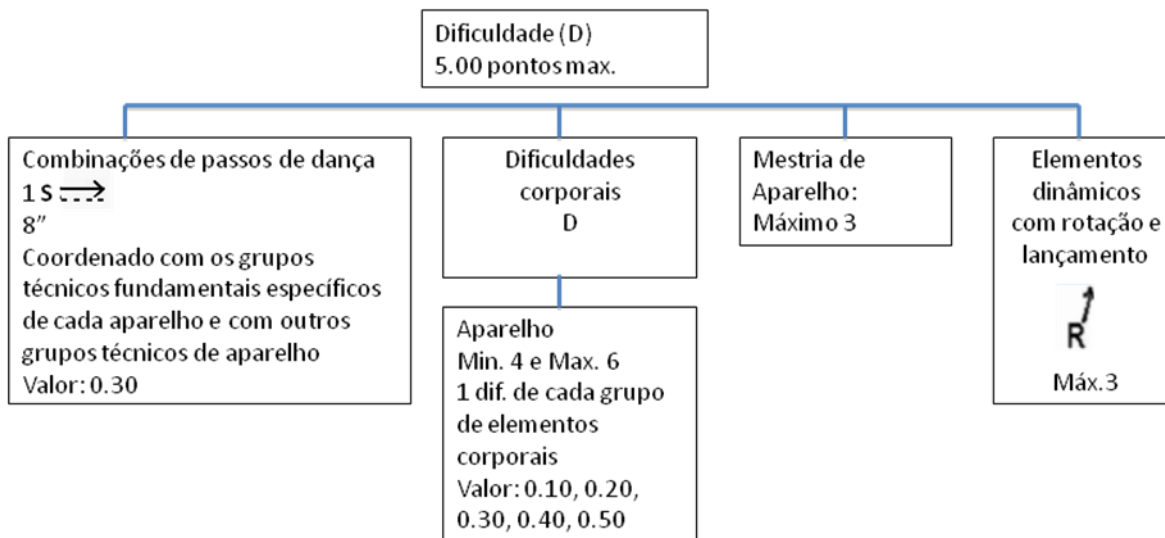 Dificuldade (D)
5.00 pontos max.
Combinações de passos de dança
1 S
8”
Coordenado com os grupos
técnicos fundamentais específicos
de cada aparelho e com outros
grupos técnicos de aparelho
Valor: 0.30
Dificuldades
corporais
D
Aparelho
Min. 4 e Max. 6
1 dif. de cada grupo
de elementos
corporais
Valor: 0.10, 0.20,
0.30, 0.40, 0.50
Mestria de
Aparelho:
Máximo 3
Elementos
dinâmicos
com rotação e
lançamento
R
Máx.3